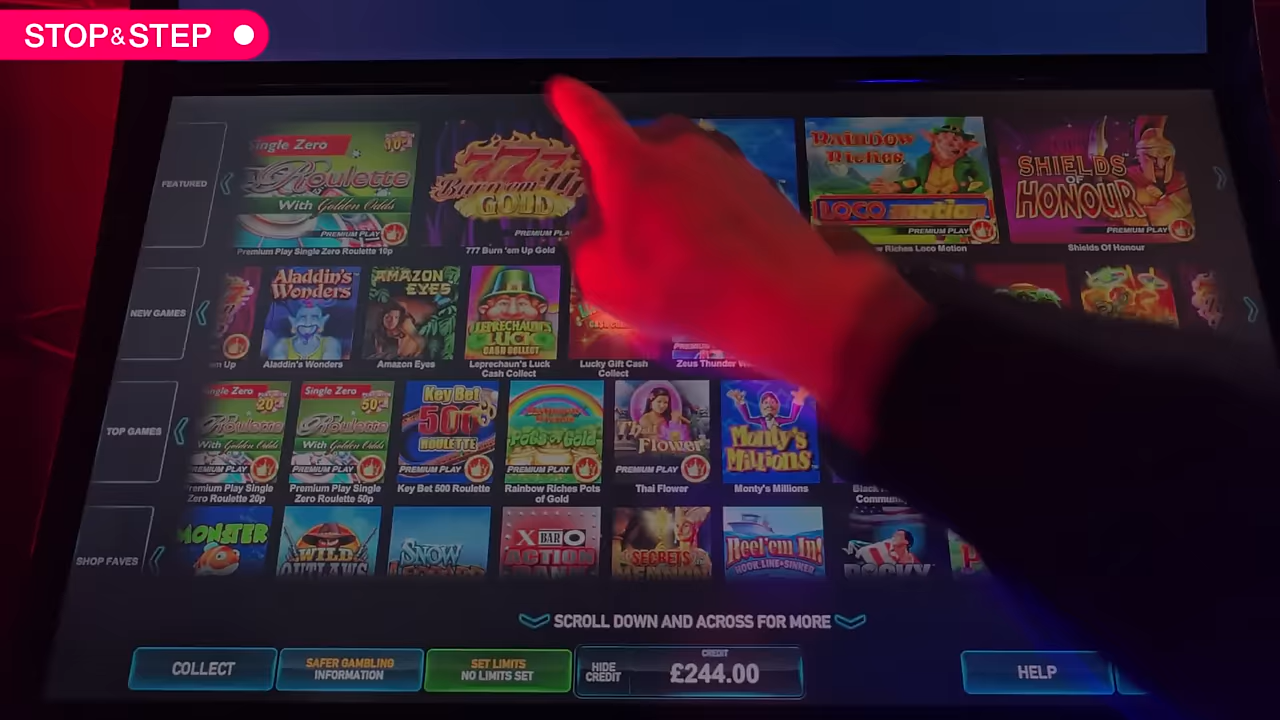 STOP&STEP
FEATURED
Single Zero
10p
Roulette
With Golden Odds
PREMIUM PLAY
Premium Play Single Zero Roulette 10p
777
Burn'em Up
GOLD
PREMIUM PLAY
777 Burn 'em Up Gold
RAINBOW
RICHES
LOCO motion
PREMIUM PLAY
Riches Loco Motion
SHIELDS
OF
HONOUR
PREMIUM PLAY
Shields Of Honour
NEW GAMES
Up
Aladdin's
Wonders
Aladdin's Wonders
AMAZON
EYES
Amazon Eyes
LEPRECHAUN'S
LUCK
CASH COLLECT
Leprechaun's Luck
Cash Collect
Lucky Gift Cash
Collect
Zeus Thunder
TOP GAMES
Single Zero
20p
Roulette
With Golden Odds
PREMIUM PLAY
Premium Play Single
Zero Roulette 20p
Single Zero
50p
Roulette
With Golden Odds
PREMIUM PLAY
Premium Play Single
Zero Roulette 50p
Key Bet
500
ROULETTE
PREMIUM PLAY
Key Bet 500 Roulette
Pots of Gold
PREMIUM PLAY
Rainbow Riches Pots
of Gold
Thai
Flower
PREMIUM PLAY
Thai Flower
Monty's
Millions
Monty's Millions
SHOP FAVES
MONSTER
WILD
OUTLAWS
SNOW
X BAR O
ACTION
SECRETS
Reel'em In!
HOOK, LINE & SINKER
ROCKY
SCROLL DOWN AND ACROSS FOR MORE
COLLECT
SAFER GAMBLING
INFORMATION
SET LIMITS
NO LIMITS SET
HIDE
CREDIT
CREDIT
£244.00
HELP